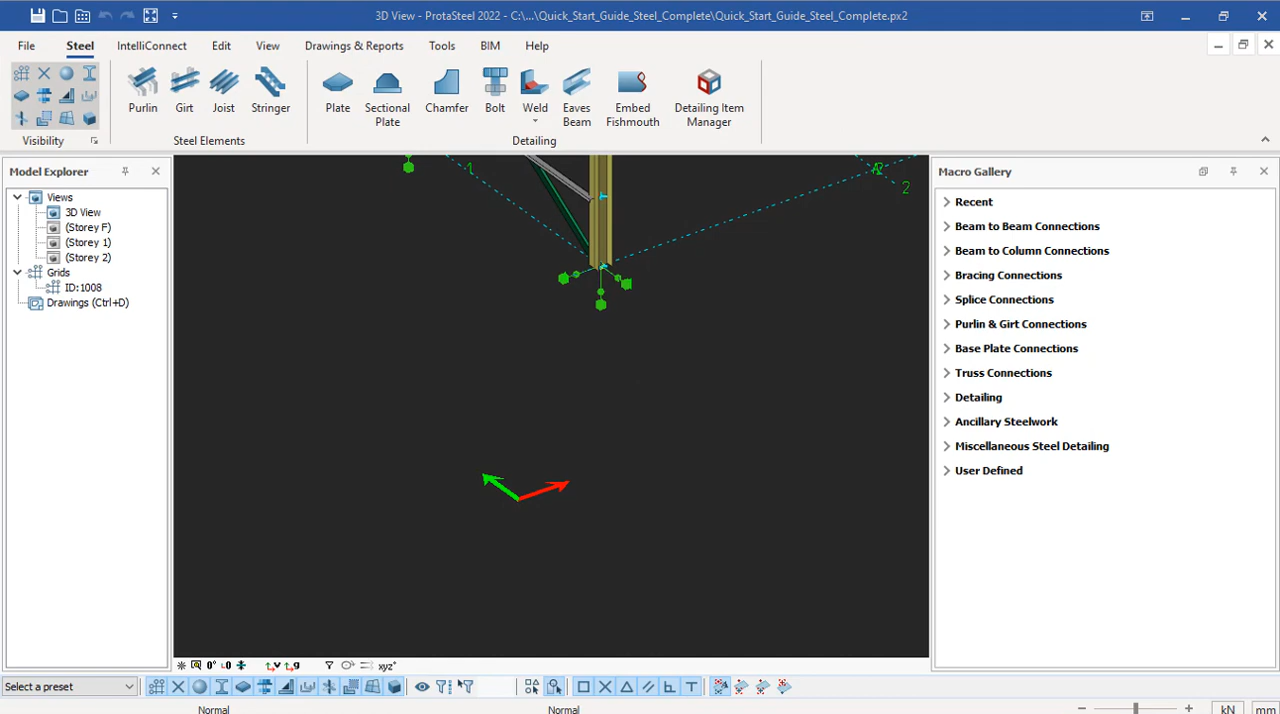 3D View - ProtaSteel 2022 - C:\...\Quick_Start_Guide_Steel_Complete\Quick_Start_Guide_Steel_Complete.px2
File Steel IntelliConnect Edit View Drawings & Reports Tools BIM Help
Purlin Girt Joist Stringer Plate Sectional Plate Chamfer Bolt Weld Eaves Beam Embed Fishmouth Detailing Item Manager
Visibility Steel Elements Detailing
Model Explorer
Views
3D View
(Storey F)
(Storey 1)
(Storey 2)
Grids
ID:1008
Drawings (Ctrl+D)
1
2
Macro Gallery
Recent
Beam to Beam Connections
Beam to Column Connections
Bracing Connections
Splice Connections
Purlin & Girt Connections
Base Plate Connections
Truss Connections
Detailing
Ancillary Steelwork
Miscellaneous Steel Detailing
User Defined
xyz
Select a preset
Normal Normal kN mm